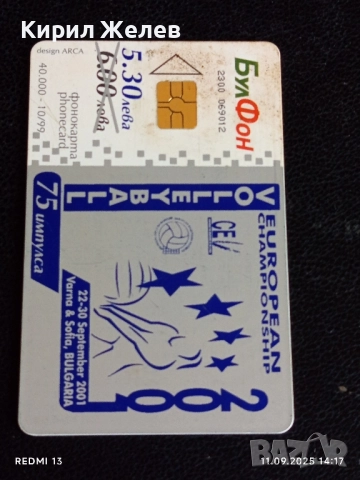 Кирил Желев
БулФон
2300 069012
5.30 лева
6.00 лева
фонокарта
phonecard
40.000 - 10/99
design ARCA
EUROPEAN
CHAMPIONSHIP
VOLLEYBALL
CEV
2001
22-30 September 2001
Varna & Sofia, BULGARIA
75 импулса
REDMI 13
11.09.2025 14:17
bazar